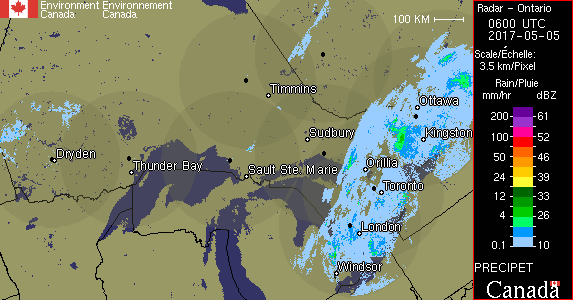 Environment Environnement
Canada Canada
100 KM
Timmins
Ottawa
Sudbury
Kingston
Dryden
Thunder Bay
Sault Ste. Marie
Orillia
Toronto
London
Windsor
Radar - Ontario
0600 UTC
2017-05-05
Scale/Échelle:
3.5 km/Pixel
Rain/Pluie
mm/hr dBZ
200 61
100 52
50 46
24 39
12 33
4 26
0.1 10
PRECIPET
Canada